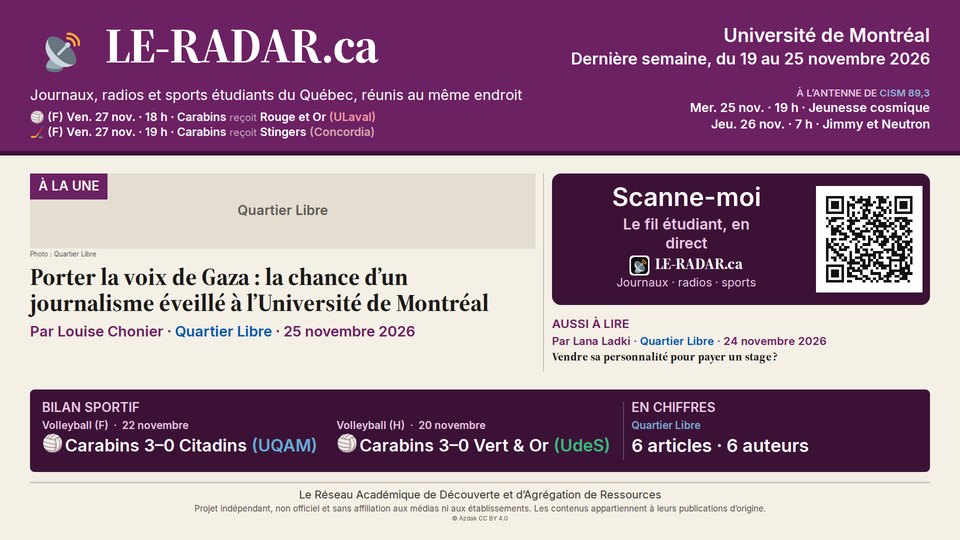 LE-RADAR.ca
Journaux, radios et sports étudiants du Québec, réunis au même endroit
(F) Ven. 27 nov. · 18 h · Carabins reçoit Rouge et Or (ULaval)
(F) Ven. 27 nov. · 19 h · Carabins reçoit Stingers (Concordia)
Université de Montréal
Dernière semaine, du 19 au 25 novembre 2026
À L'ANTENNE DE CISM 89,3
Mer. 25 nov. · 19 h · Jeunesse cosmique
Jeu. 26 nov. · 7 h · Jimmy et Neutron
À LA UNE
Quartier Libre
Photo : Quartier Libre
Porter la voix de Gaza : la chance d'un
journalisme éveillé à l'Université de Montréal
Par Louise Chonier · Quartier Libre · 25 novembre 2026
Scanne-moi
Le fil étudiant, en
direct
LE-RADAR.ca
Journaux · radios · sports
AUSSI À LIRE
Par Lana Ladki · Quartier Libre · 24 novembre 2026
Vendre sa personnalité pour payer un stage ?
BILAN SPORTIF
Volleyball (F) · 22 novembre
Carabins 3–0 Citadins (UQAM)
Volleyball (H) · 20 novembre
Carabins 3–0 Vert & Or (UdeS)
EN CHIFFRES
Quartier Libre
6 articles · 6 auteurs
Le Réseau Académique de Découverte et d'Agrégation de Ressources
Projet indépendant, non officiel et sans affiliation aux médias ni aux établissements. Les contenus appartiennent à leurs publications d'origine.
© Azdak CC BY 4.0